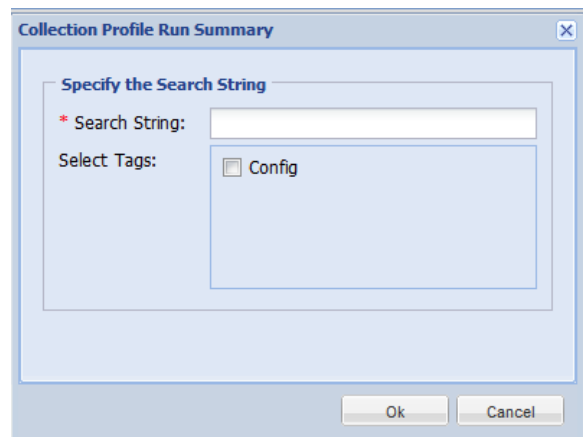 Collection Profile Run Summary
Specify the Search String
* Search String:
Select Tags:
Config
Ok
Cancel